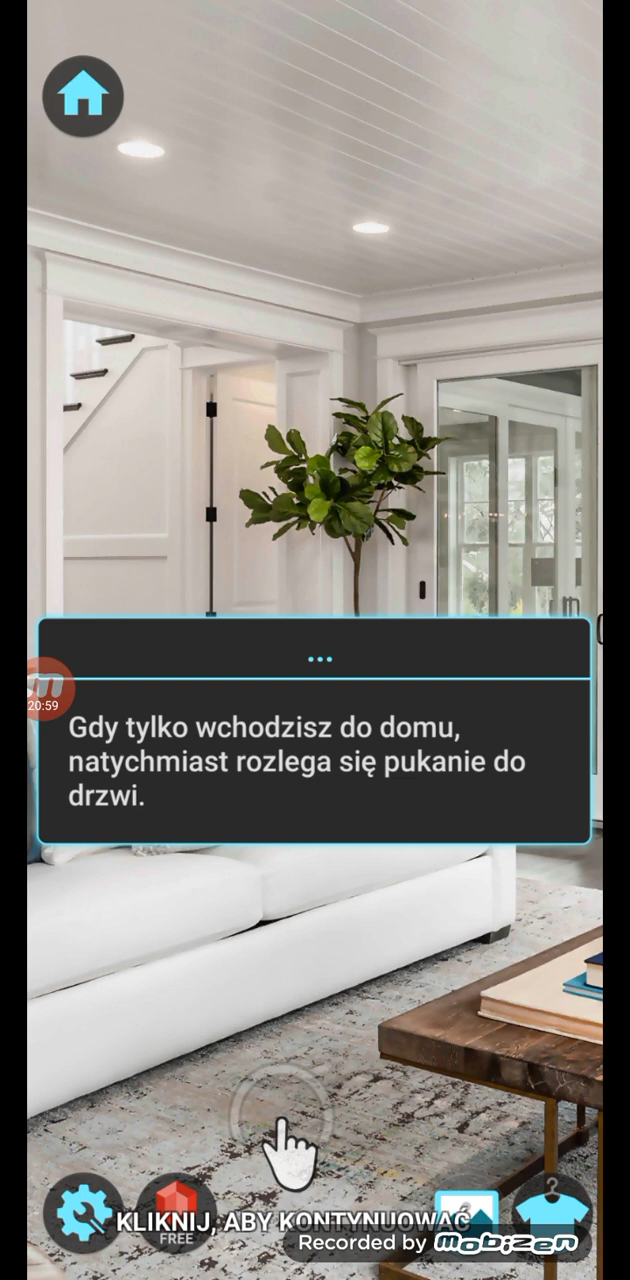 ...
20:59
Gdy tylko wchodzisz do domu,
natychmiast rozlega się pukanie do
drzwi.
?
?
KLIKNIJ, ABY KONTYNUOWAĆ
FREE
Recorded by mobizen